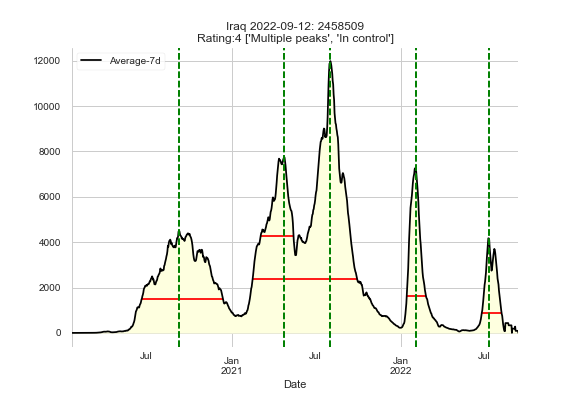 Iraq 2022-09-12: 2458509
Rating:4 ['Multiple peaks', 'In control']
Average-7d
12000
10000
8000
6000
4000
2000
0
Jul
Jan
2021
Jul
Jan
2022
Jul
Date